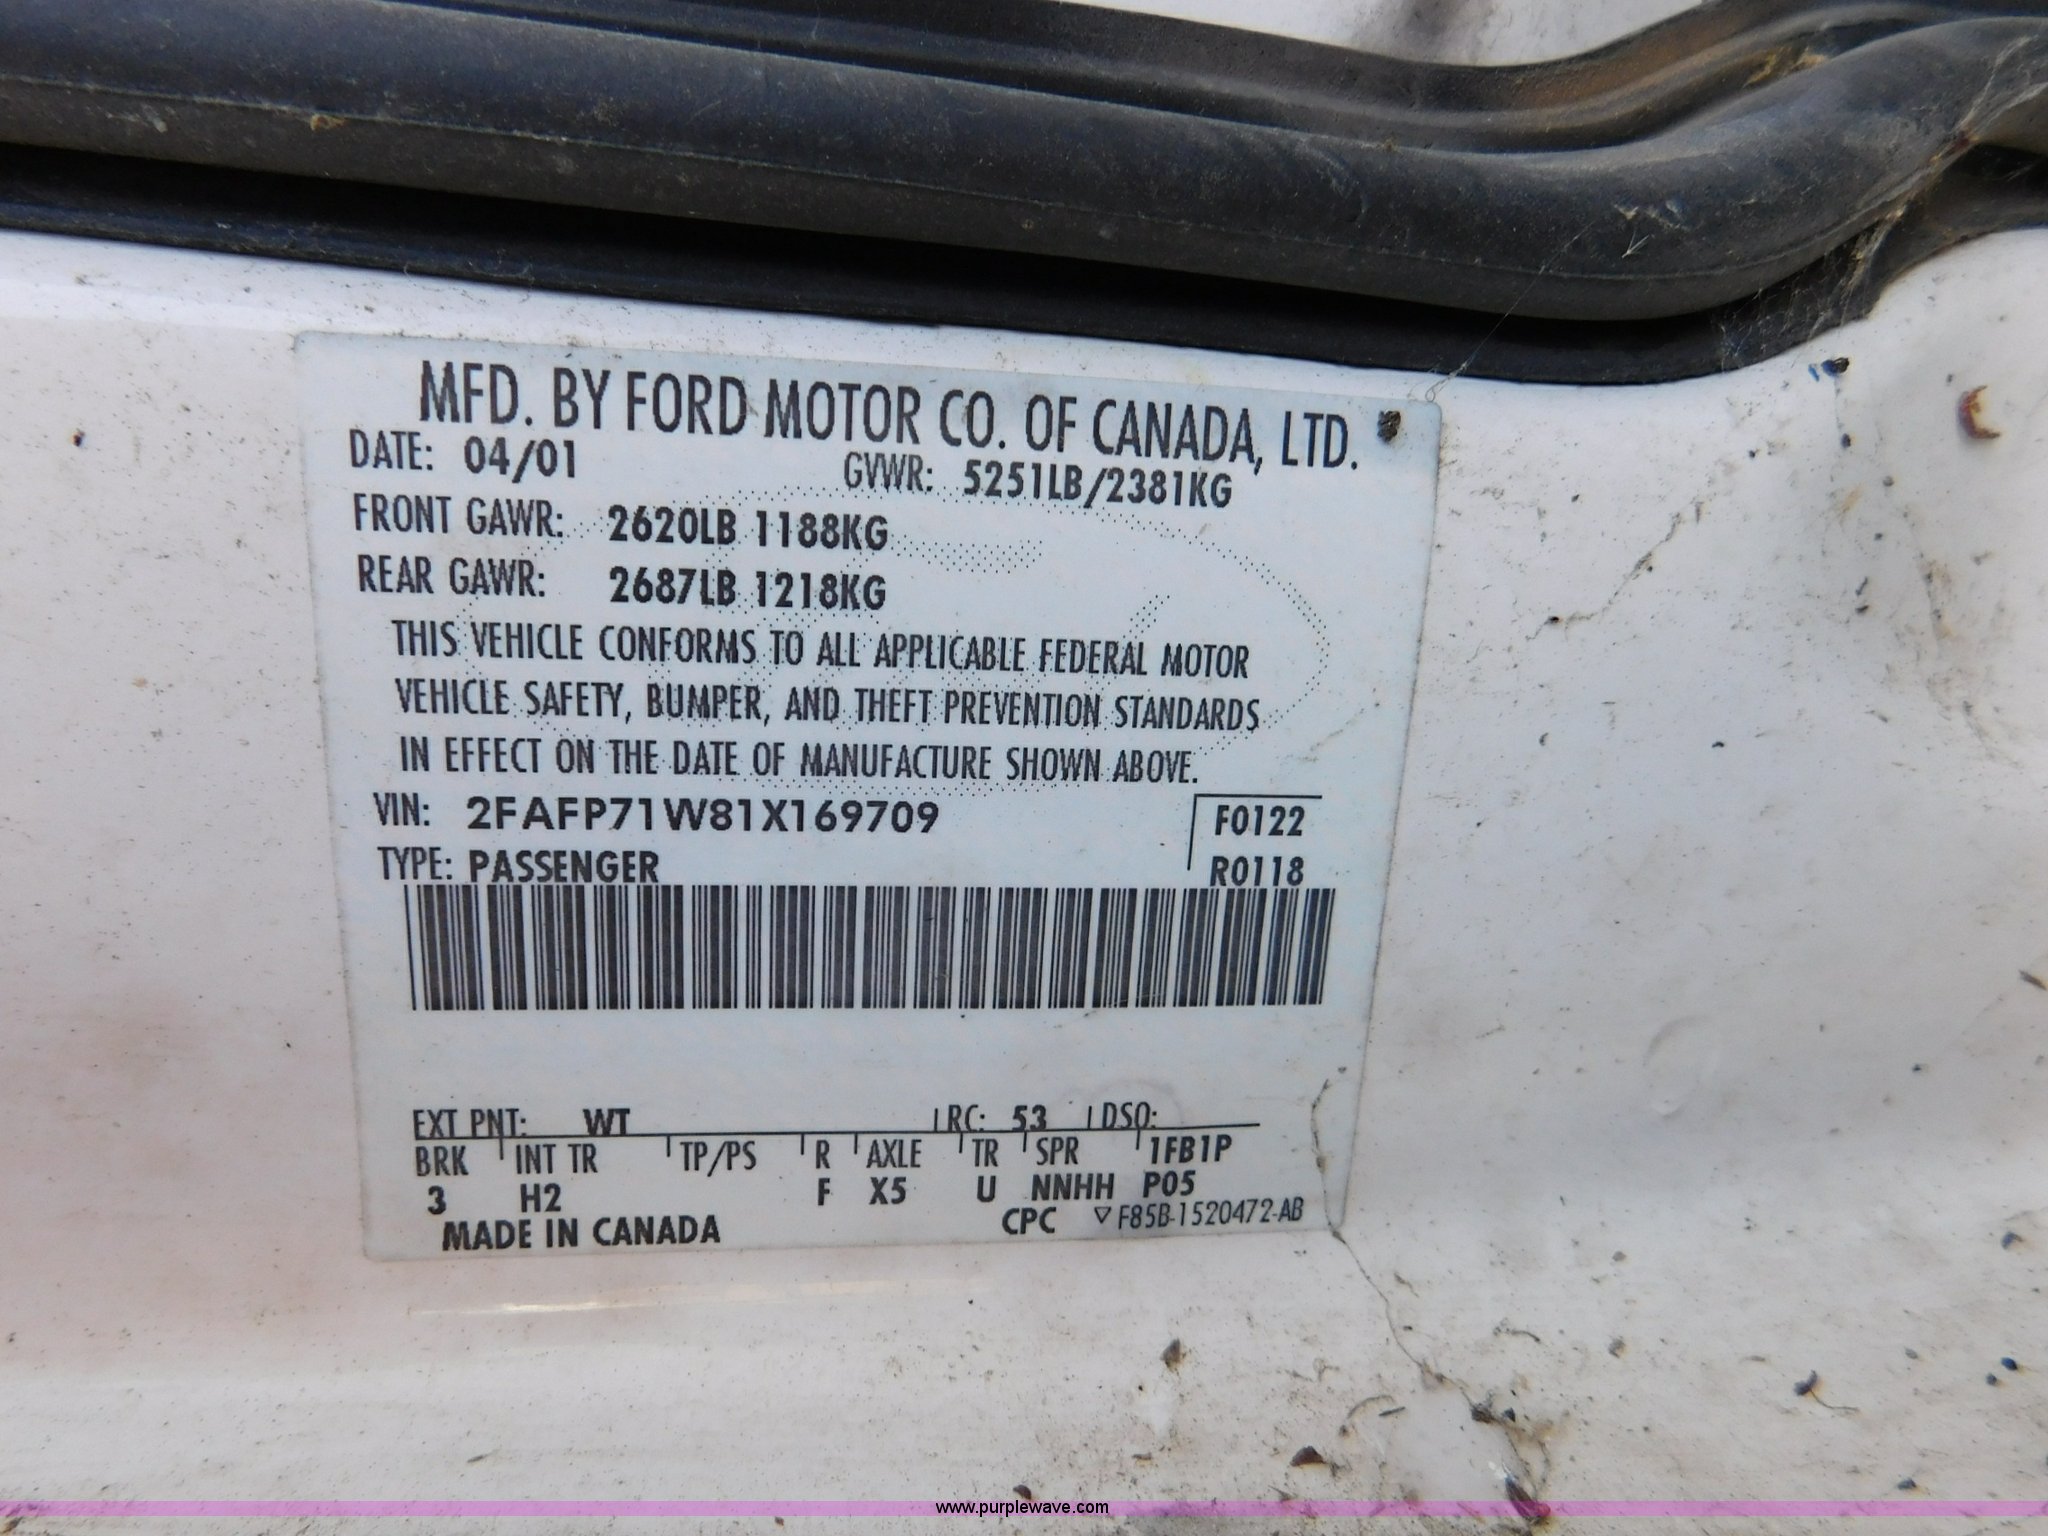 MFD. BY FORD MOTOR CO. OF CANADA, LTD.
DATE: 04/01 GVWR: 5251LB/2381KG
FRONT GAWR: 2620LB 1188KG
REAR GAWR: 2687LB 1218KG
THIS VEHICLE CONFORMS TO ALL APPLICABLE FEDERAL MOTOR
VEHICLE SAFETY, BUMPER, AND THEFT PREVENTION STANDARDS
IN EFFECT ON THE DATE OF MANUFACTURE SHOWN ABOVE.
VIN: 2FAFP71W81X169709 F0122
TYPE: PASSENGER R0118
EXT PNT: WT RC: 53 DSO:
BRK INT TR TP/PS R AXLE TR SPR 1FB1P
3 H2 F X5 U NNHH P05
MADE IN CANADA CPC ▽ F85B-1520472-AB
www.purplewave.com